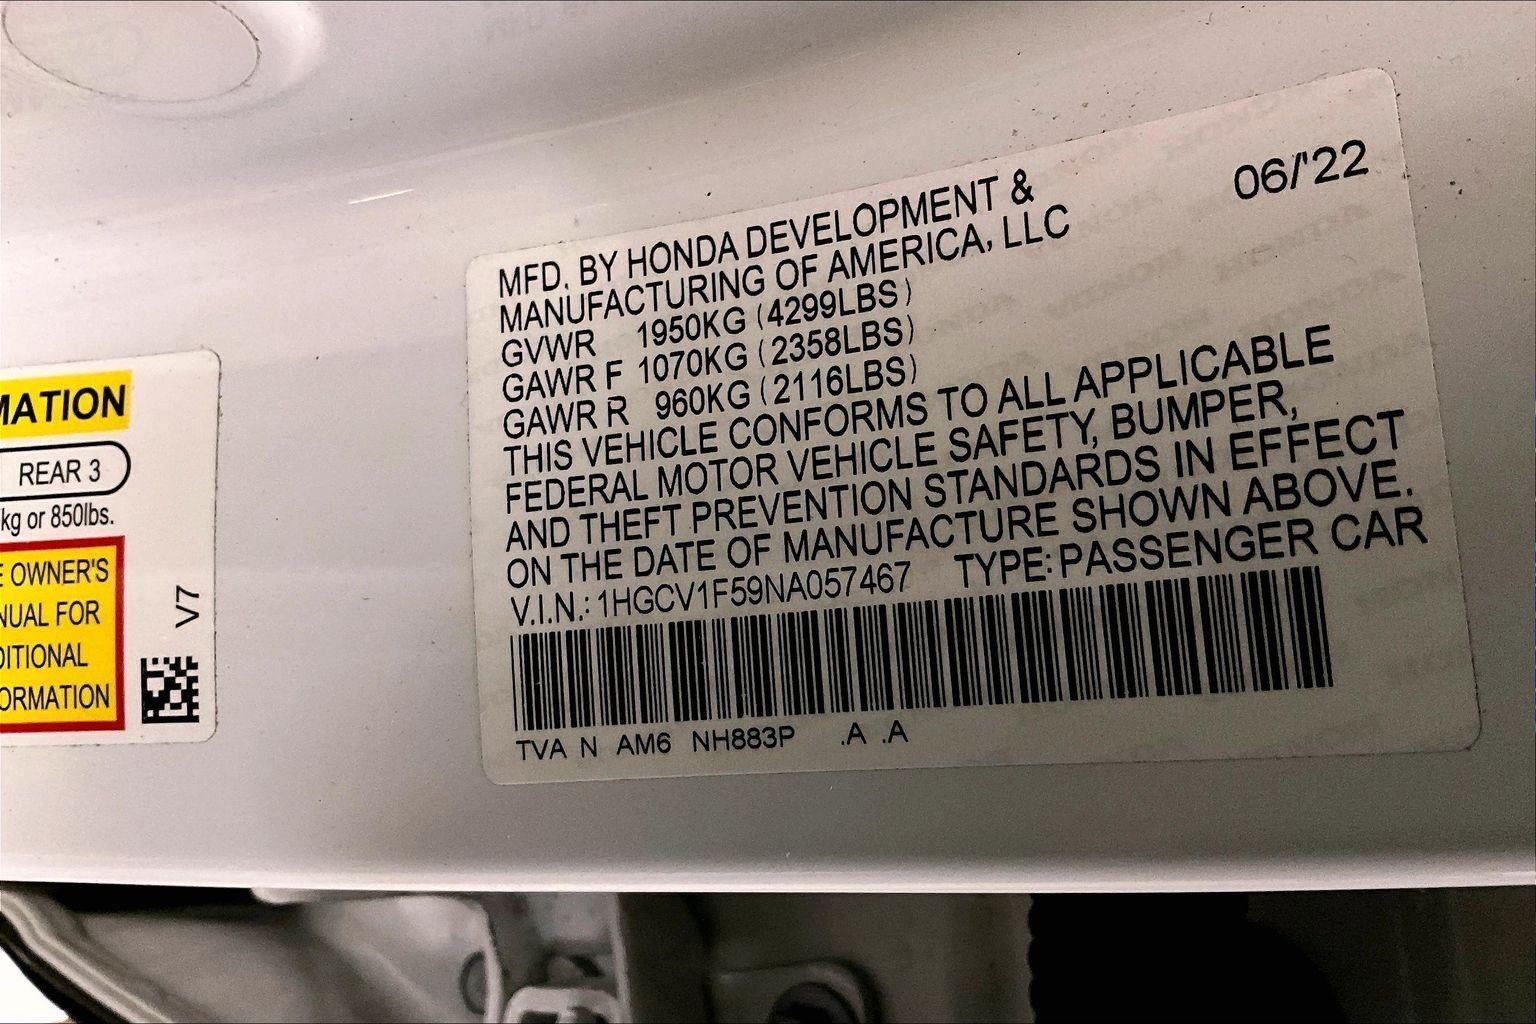 MATION
REAR 3
kg or 850lbs.
E OWNER'S
NUAL FOR
DITIONAL
ORMATION
V7
MFD. BY HONDA DEVELOPMENT &
MANUFACTURING OF AMERICA, LLC
06/'22
GVWR 1950KG (4299LBS)
GAWR F 1070KG (2358LBS)
GAWR R 960KG (2116LBS)
THIS VEHICLE CONFORMS TO ALL APPLICABLE
FEDERAL MOTOR VEHICLE SAFETY, BUMPER,
AND THEFT PREVENTION STANDARDS IN EFFECT
ON THE DATE OF MANUFACTURE SHOWN ABOVE.
V.I.N.: 1HGCV1F59NA057467 TYPE: PASSENGER CAR
TVA N AM6 NH883P .A .A